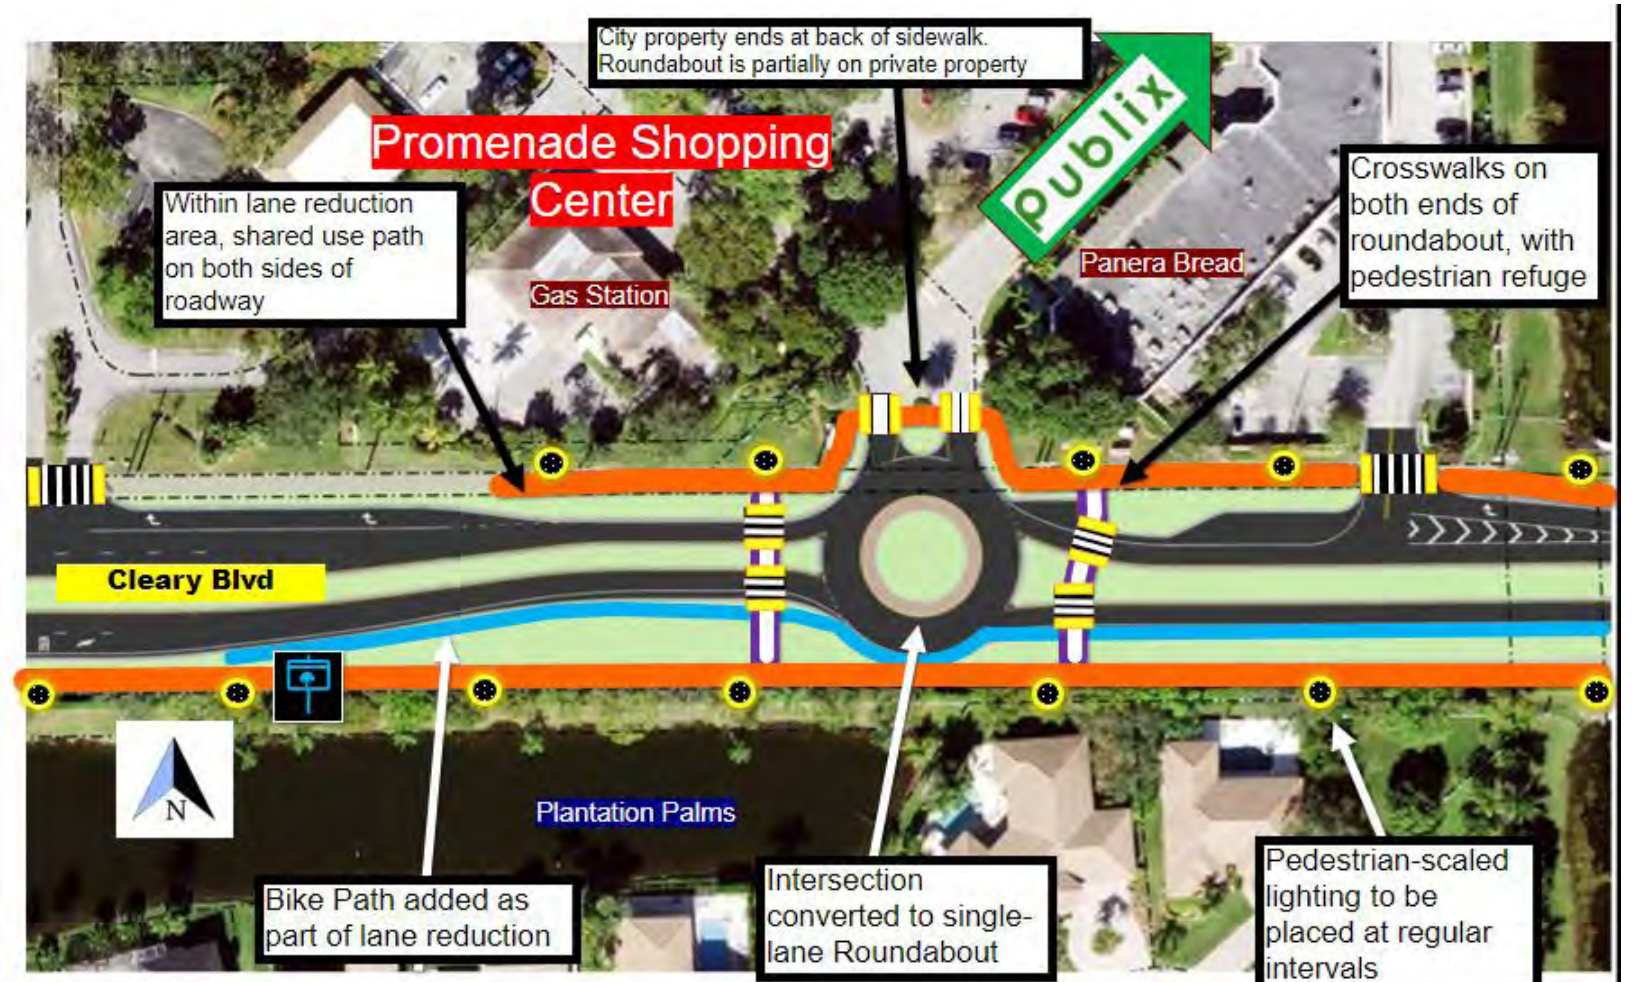 City property ends at back of sidewalk.
Roundabout is partially on private property
Promenade Shopping
Center
publix
Within lane reduction
area, shared use path
on both sides of
roadway
Crosswalks on
both ends of
roundabout, with
pedestrian refuge
Gas Station
Panera Bread
Cleary Blvd
N
Plantation Palms
Bike Path added as
part of lane reduction
Intersection
converted to single-
lane Roundabout
Pedestrian-scaled
lighting to be
placed at regular
intervals